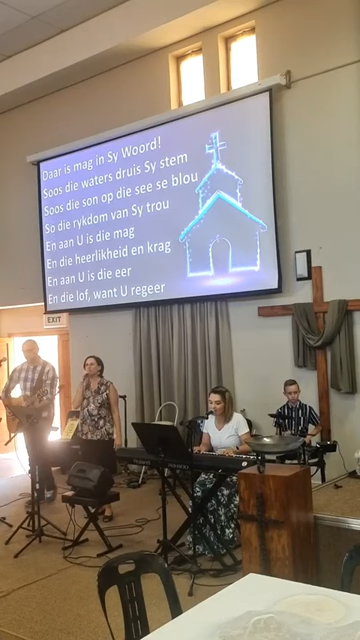 Daar is mag in Sy Woord!
Soos die waters druis Sy stem
Soos die son op die see se blou
So die rykdom van Sy trou
En aan U is die mag
En die heerlikheid en krag
En aan U is die eer
En die lof, want U regeer
EXIT